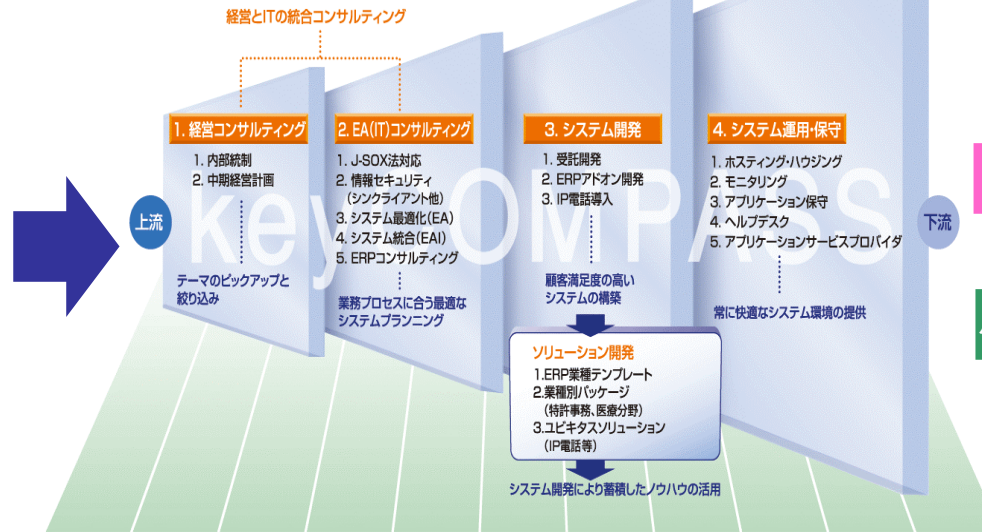 経営とITの統合コンサルティング
1. 経営コンサルティング
1. 内部統制
2. 中期経営計画
テーマのピックアップと
絞り込み
2. EA(IT)コンサルティング
1. J-SOX法対応
2. 情報セキュリティ
(シンクライアント他)
3. システム最適化(EA)
4. システム統合(EAI)
5. ERPコンサルティング
業務プロセスに合う最適な
システムプランニング
3. システム開発
1. 受託開発
2. ERPアドオン開発
3. IP電話導入
顧客満足度の高い
システムの構築
4. システム運用・保守
1. ホスティング・ハウジング
2. モニタリング
3. アプリケーション保守
4. ヘルプデスク
5. アプリケーションサービスプロバイダ
常に快適なシステム環境の提供
上流
keyCOMPASS
下流
ソリューション開発
1.ERP業種テンプレート
2.業種別パッケージ
(特許事務、医療分野)
3.ユビキタスソリューション
(IP電話等)
システム開発により蓄積したノウハウの活用